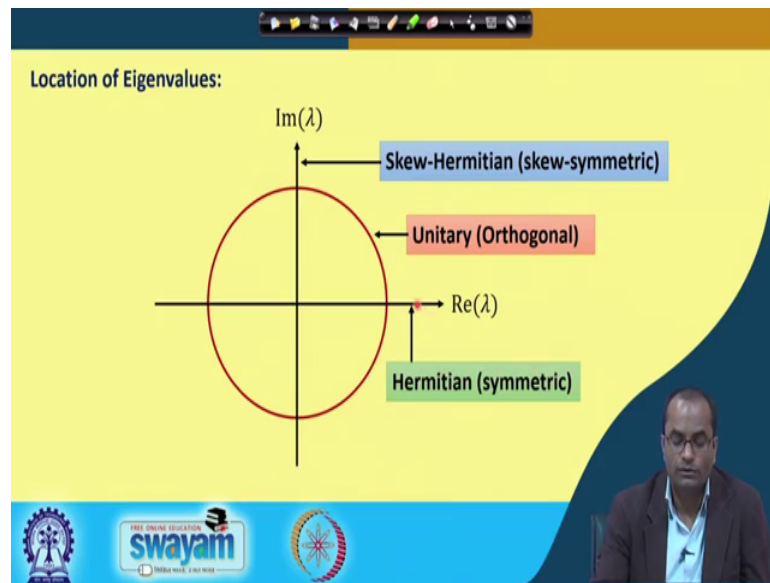 Location of Eigenvalues:
Im(λ)
Skew-Hermitian (skew-symmetric)
Unitary (Orthogonal)
Re(λ)
Hermitian (symmetric)
FREE ONLINE EDUCATION
swayam